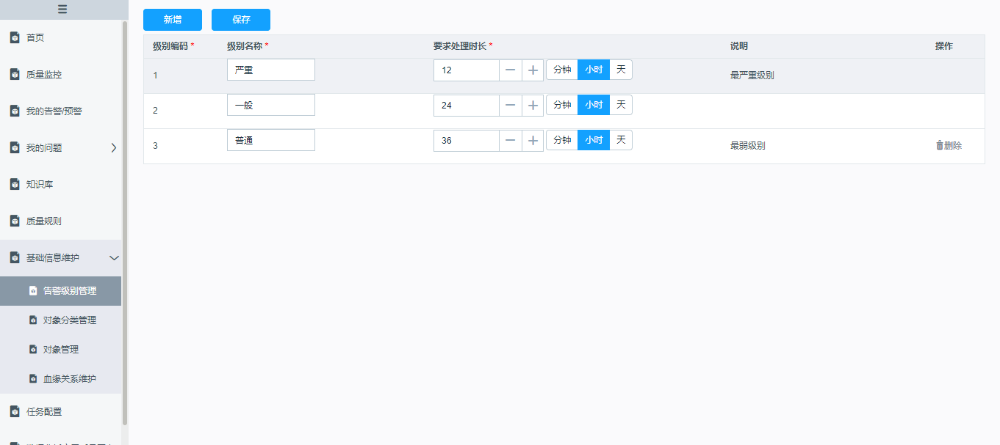 新增 保存
首页
质量监控
我的告警/预警
我的问题
知识库
质量规则
基础信息维护
告警级别管理
对象分类管理
对象管理
血缘关系维护
任务配置
级别编码 * 级别名称 * 要求处理时长 * 说明 操作
1 严重 12 分钟 小时 天 最严重级别
2 一般 24 分钟 小时 天
3 普通 36 分钟 小时 天 最弱级别 删除